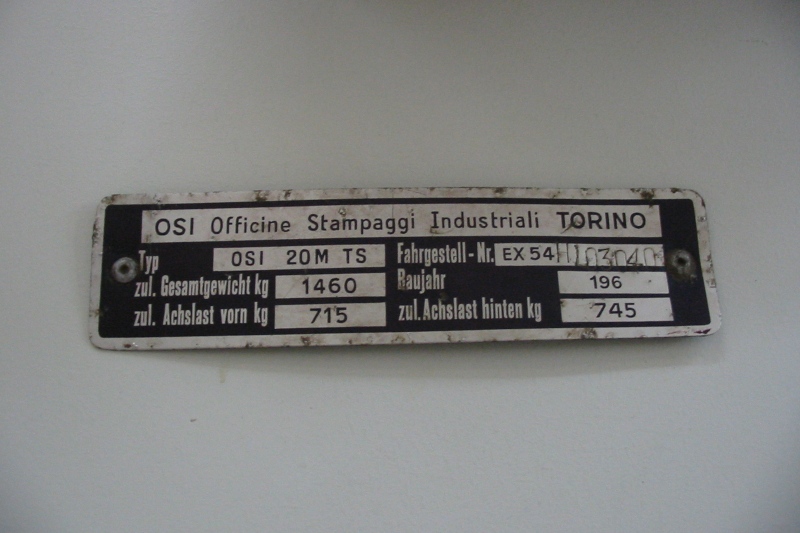 OSI Officine Stampaggi Industriali TORINO
Typ OSI 20M TS Fahrgestell-Nr. EX54
zul. Gesamtgewicht kg 1460 Baujahr 196
zul. Achslast vorn kg 715 zul. Achslast hinten kg 745